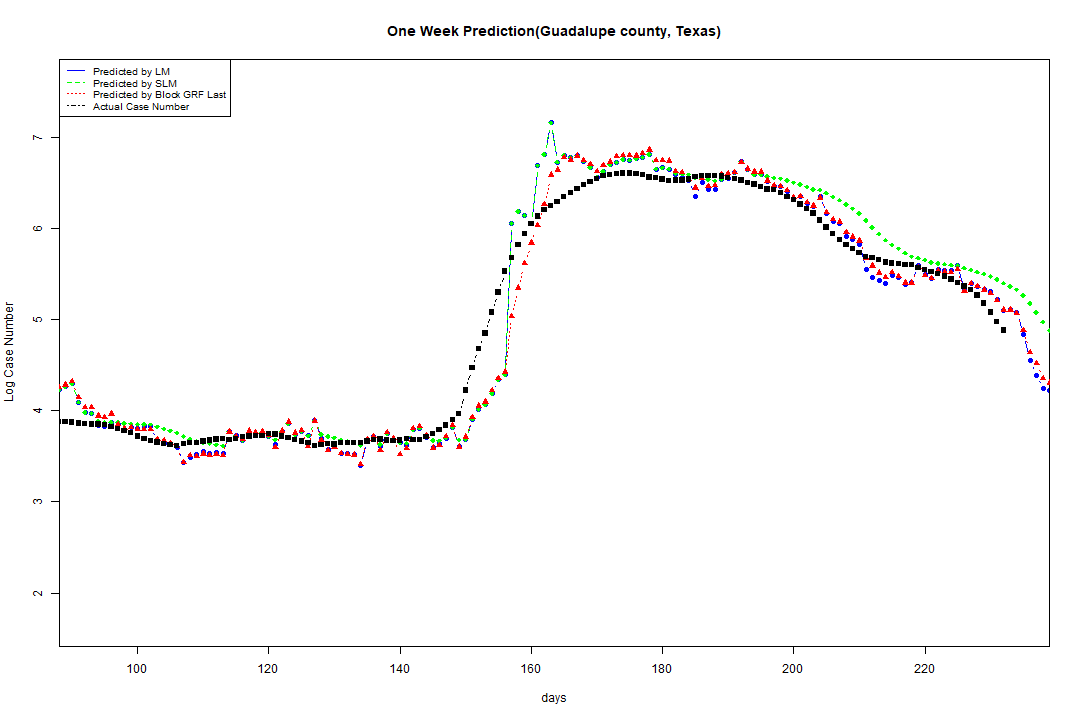 One Week Prediction(Guadalupe county, Texas)
Predicted by LM
Predicted by SLM
Predicted by Block GRF Last
Actual Case Number
7
6
5
4
3
2
Log Case Number
100 120 140 160 180 200 220
days